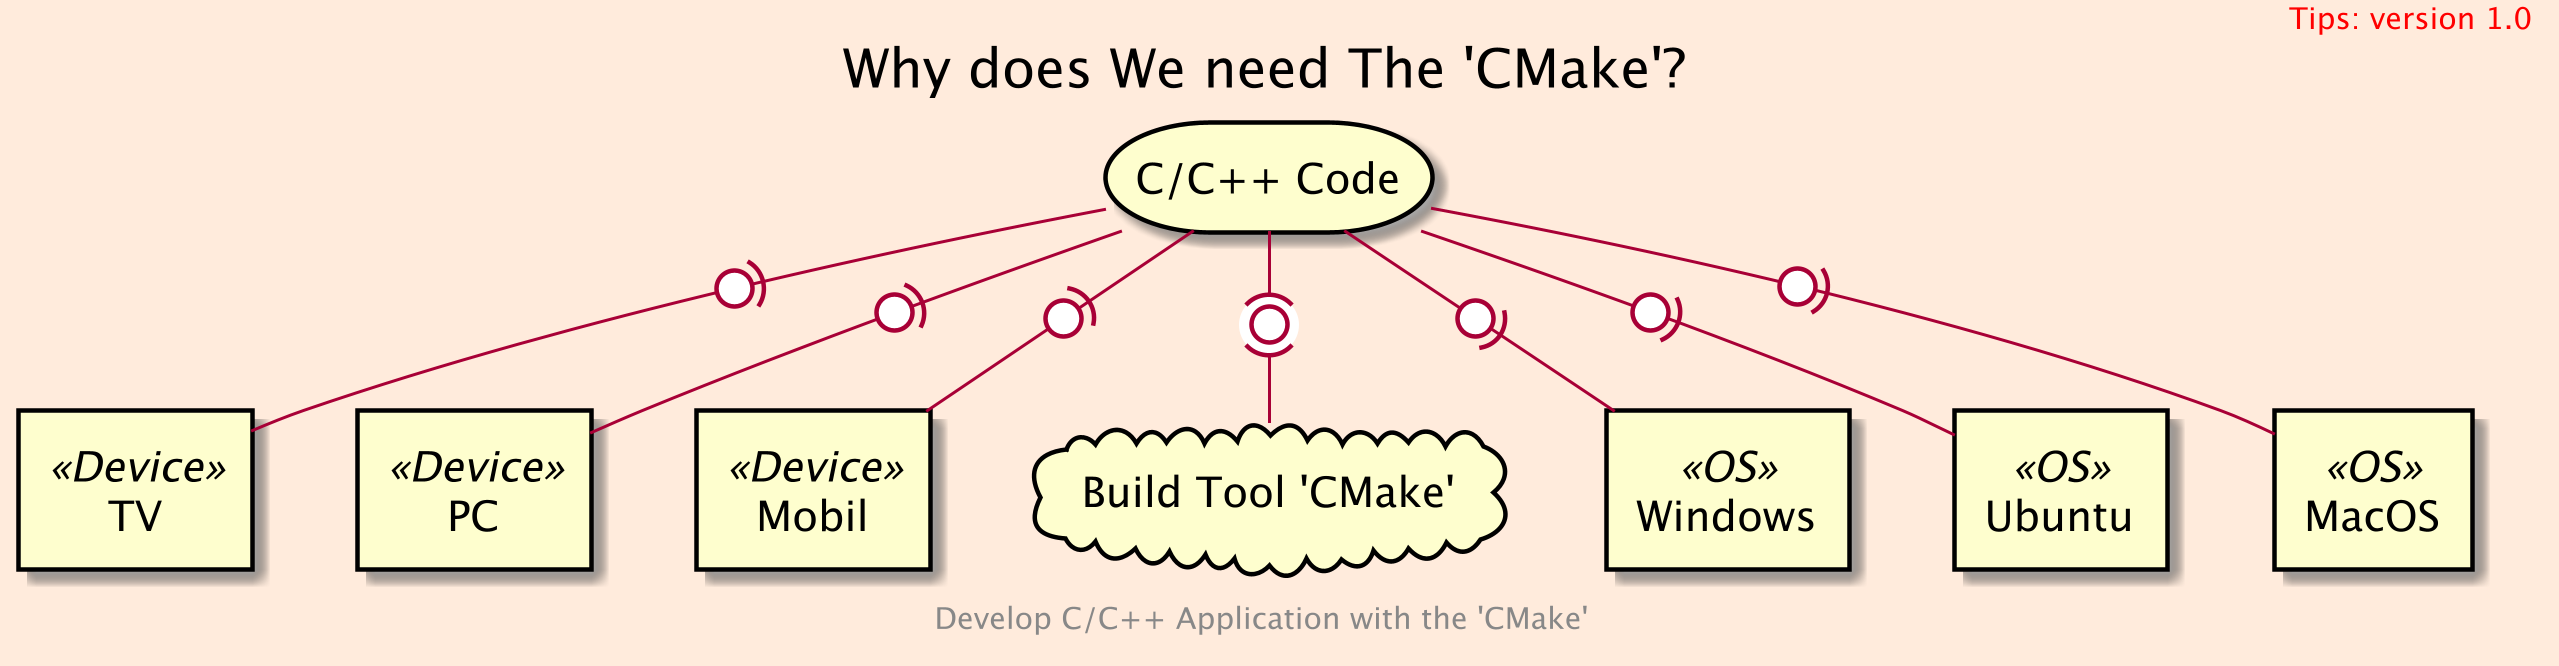 Tips: version 1.0
Why does We need The 'CMake'?
C/C++ Code
«Device»
TV
«Device»
PC
«Device»
Mobil
Build Tool 'CMake'
«OS»
Windows
«OS»
Ubuntu
«OS»
MacOS
Develop C/C++ Application with the 'CMake'